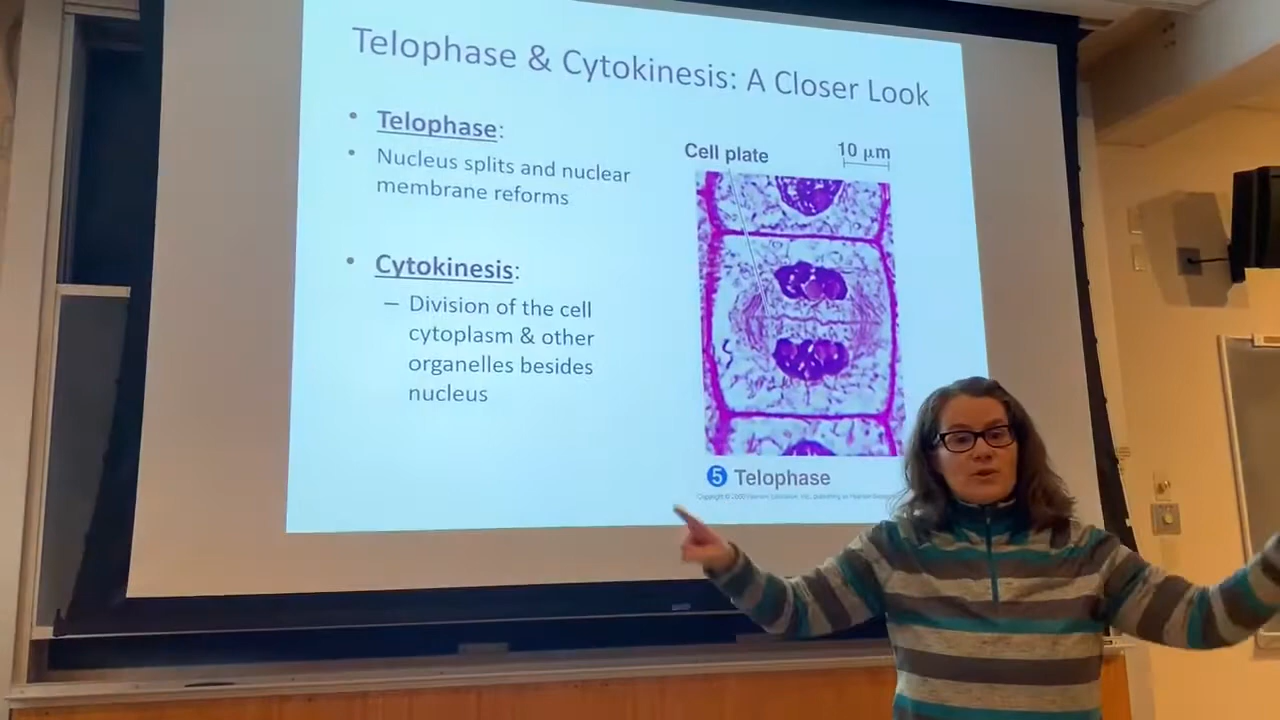 Telophase & Cytokinesis: A Closer Look
• Telophase:
• Nucleus splits and nuclear
membrane reforms
• Cytokinesis:
– Division of the cell
cytoplasm & other
organelles besides
nucleus
Cell plate
10 μm
5 Telophase